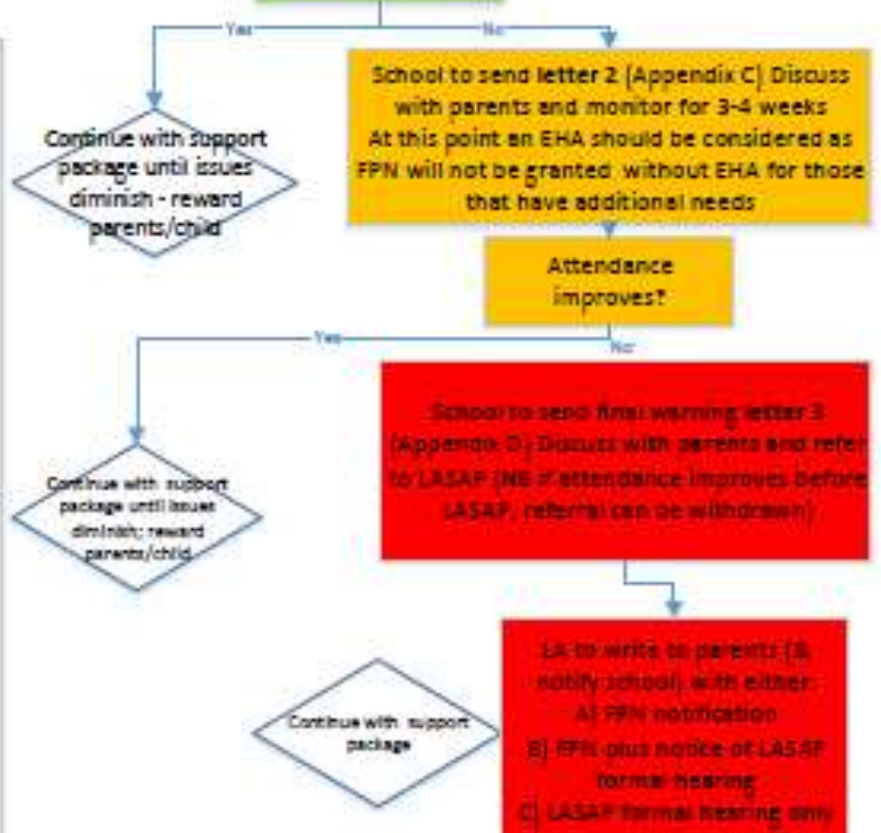 Yes
No
Continue with support
package until issues
diminish - reward
parents/child
School to send letter 2 (Appendix C) Discuss
with parents and monitor for 3-4 weeks
At this point an EHA should be considered as
FPN will not be granted without EHA for those
that have additional needs
Attendance
improves?
Yes
No
Continue with support
package until issues
diminish; reward
parents/child
School to send final warning letter 3
(Appendix D) Discuss with parents and refer
to LASAP (NB if attendance improves before
LASAP, referral can be withdrawn)
Continue with support
package
LA to write to parents (&
notify school) with either:
A) FPN notification
B) FPN plus notice of LASAP
formal hearing
C) LASAP formal hearing only